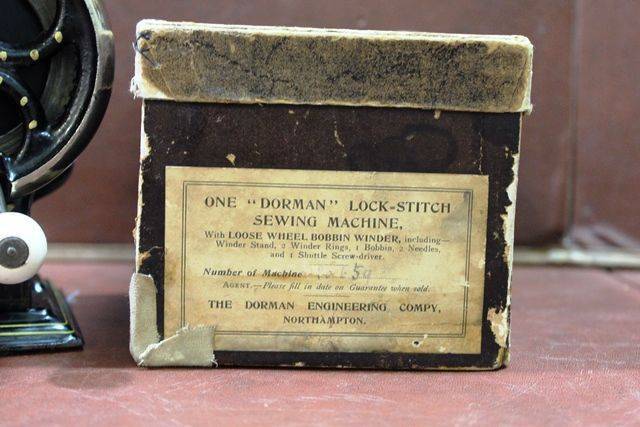 ONE "DORMAN" LOCK-STITCH
SEWING MACHINE,
With LOOSE WHEEL BOBBIN WINDER, including—
Winder Stand, 2 Winder Rings, 1 Bobbin, 2 Needles,
and 1 Shuttle Screw-driver.
Number of Machine
AGENT.—Please fill in date on Guarantee when sold.
THE DORMAN ENGINEERING COMPY,
NORTHAMPTON.